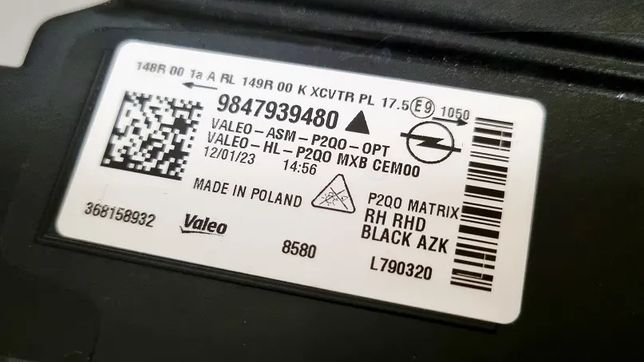 148R 00 1a A RL 149R 00 K XCVTR PL 17.5 E9 1050
9847939480
VALEO-ASM-P2QO-OPT
VALEO-HL-P2QO MXB CEM00
12/01/23 14:56
MADE IN POLAND
P2QO MATRIX
RH RHD
BLACK AZK
368158932 Valeo 8580 L790320